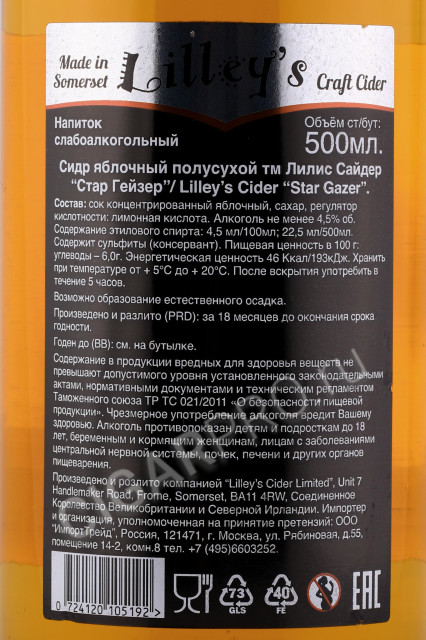 Made in
Somerset
Lilley's
Craft Cider
Напиток
слабоалкогольный
Объём ст/бут:
500мл.
Сидр яблочный полусухой тм Лилис Сайдер
"Стар Гейзер"/ Lilley's Cider "Star Gazer".
Состав: сок концентрированный яблочный, сахар, регулятор
кислотности: лимонная кислота. Алкоголь не менее 4,5% об.
Содержание этилового спирта: 4,5 мл/100мл; 22,5 мл/500мл.
Содержит сульфиты (консервант). Пищевая ценность в 100 г:
углеводы – 6,0г. Энергетическая ценность 46 Ккал/193кДж. Хранить
при температуре от + 5°С до + 20°С. После вскрытия употребить в
течение 5 часов.
Возможно образование естественного осадка.
Произведено и разлито (PRD): за 18 месяцев до окончания срока
годности.
Годен до (BB): см. на бутылке.
Содержание в продукции вредных для здоровья веществ не
превышают допустимого уровня установленного законодательными
актами, нормативными документами и техническим регламентом
Таможенного союза ТР ТС 021/2011 «О безопасности пищевой
продукции». Чрезмерное употребление алкоголя вредит Вашему
здоровью. Алкоголь противопоказан детям и подросткам до 18
лет, беременным и кормящим женщинам, лицам с заболеваниями
центральной нервной системы, почек, печени и других органов
пищеварения.
Произведено и розлито компанией "Lilley's Cider Limited", Unit 7
Handlemaker Road, Frome, Somerset, BA11 4RW, Соединенное
Королевство Великобритании и Северной Ирландии. Импортер
и организация, уполномоченная на принятие претензий: ООО
"ИмпортТрейд", Россия, 121471, г. Москва, ул. Рябиновая, д.55,
помещение 14-2, комн.8 тел. +7 (495)6603252.
0 724120 105192 >
73
GLS
40
FE
EAC
CIGARPRO.RU